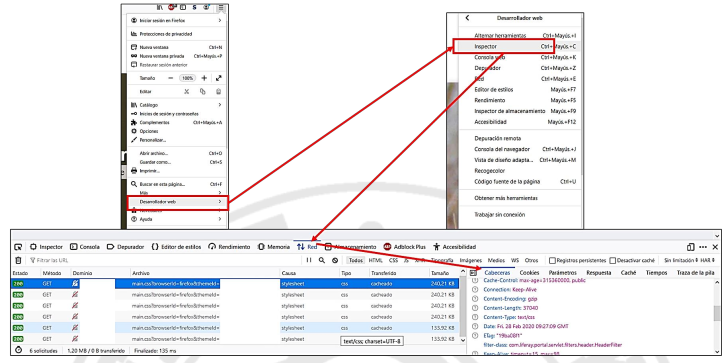 Iniciar sesión en Firefox
Protecciones de privacidad
Nueva ventana Ctrl+N
Nueva ventana privada Ctrl+Mayús.+P
Restaurar sesión anterior
Tamaño − 100% +
Editar
Catálogo
Inicios de sesión y contraseñas
Complementos Ctrl+Mayús.+A
Opciones
Personalizar...
Abrir archivo... Ctrl+O
Guardar como... Ctrl+S
Imprimir...
Buscar en esta página... Ctrl+F
Más
Desarrollador web
Ayuda
Desarrollador web
Alternar herramientas Ctrl+Mayús.+I
Inspector Ctrl+Mayús.+C
Consola web Ctrl+Mayús.+K
Depurador Ctrl+Mayús.+Z
Red Ctrl+Mayús.+E
Editor de estilos Mayús.+F7
Rendimiento Mayús.+F5
Inspector de almacenamiento Mayús.+F9
Accesibilidad Mayús.+F12
Depuración remota
Consola del navegador Ctrl+Mayús.+J
Vista de diseño adapta... Ctrl+Mayús.+M
Recogecolor
Código fuente de la página Ctrl+U
Obtener más herramientas
Trabajar sin conexión
Inspector Consola Depurador Editor de estilos Rendimiento Memoria Red Almacenamiento Adblock Plus Accesibilidad
Filtrar las URL Todos HTML CSS JS XHR Tipografía Imágenes Medios WS Otros Registros persistentes Desactivar caché Sin limitación HAR
Estado Método Dominio Archivo Causa Tipo Transferido Tamaño Cabeceras Cookies Parámetros Respuesta Caché Tiempos Traza de la pila
200 GET main.css?browserId=firefox&themeId= stylesheet css cacheado 240,21 KB
200 GET main.css?browserId=firefox&themeId= stylesheet css cacheado 240,21 KB
200 GET main.css?browserId=firefox&themeId= stylesheet css cacheado 240,21 KB
200 GET main.css?browserId=firefox&themeId= stylesheet css cacheado 240,21 KB
200 GET main.css?browserId=firefox&themeId= stylesheet css cacheado 133,92 KB
200 GET main.css?browserId=firefox&themeId= stylesheet css cacheado 133,92 KB
text/css; charset=UTF-8
6 solicitudes 1,20 MB / 0 B transferido Finalizado: 135 ms
Cache-Control: max-age=315360000, public
Connection: Keep-Alive
Content-Encoding: gzip
Content-Length: 37040
Content-Type: text/css
Date: Fri, 28 Feb 2020 09:27:09 GMT
ETag: "19ba08f1"
filter-class: com.liferay.portal.servlet.filters.header.HeaderFilter
Keep-Alive: timeout=15, max=90